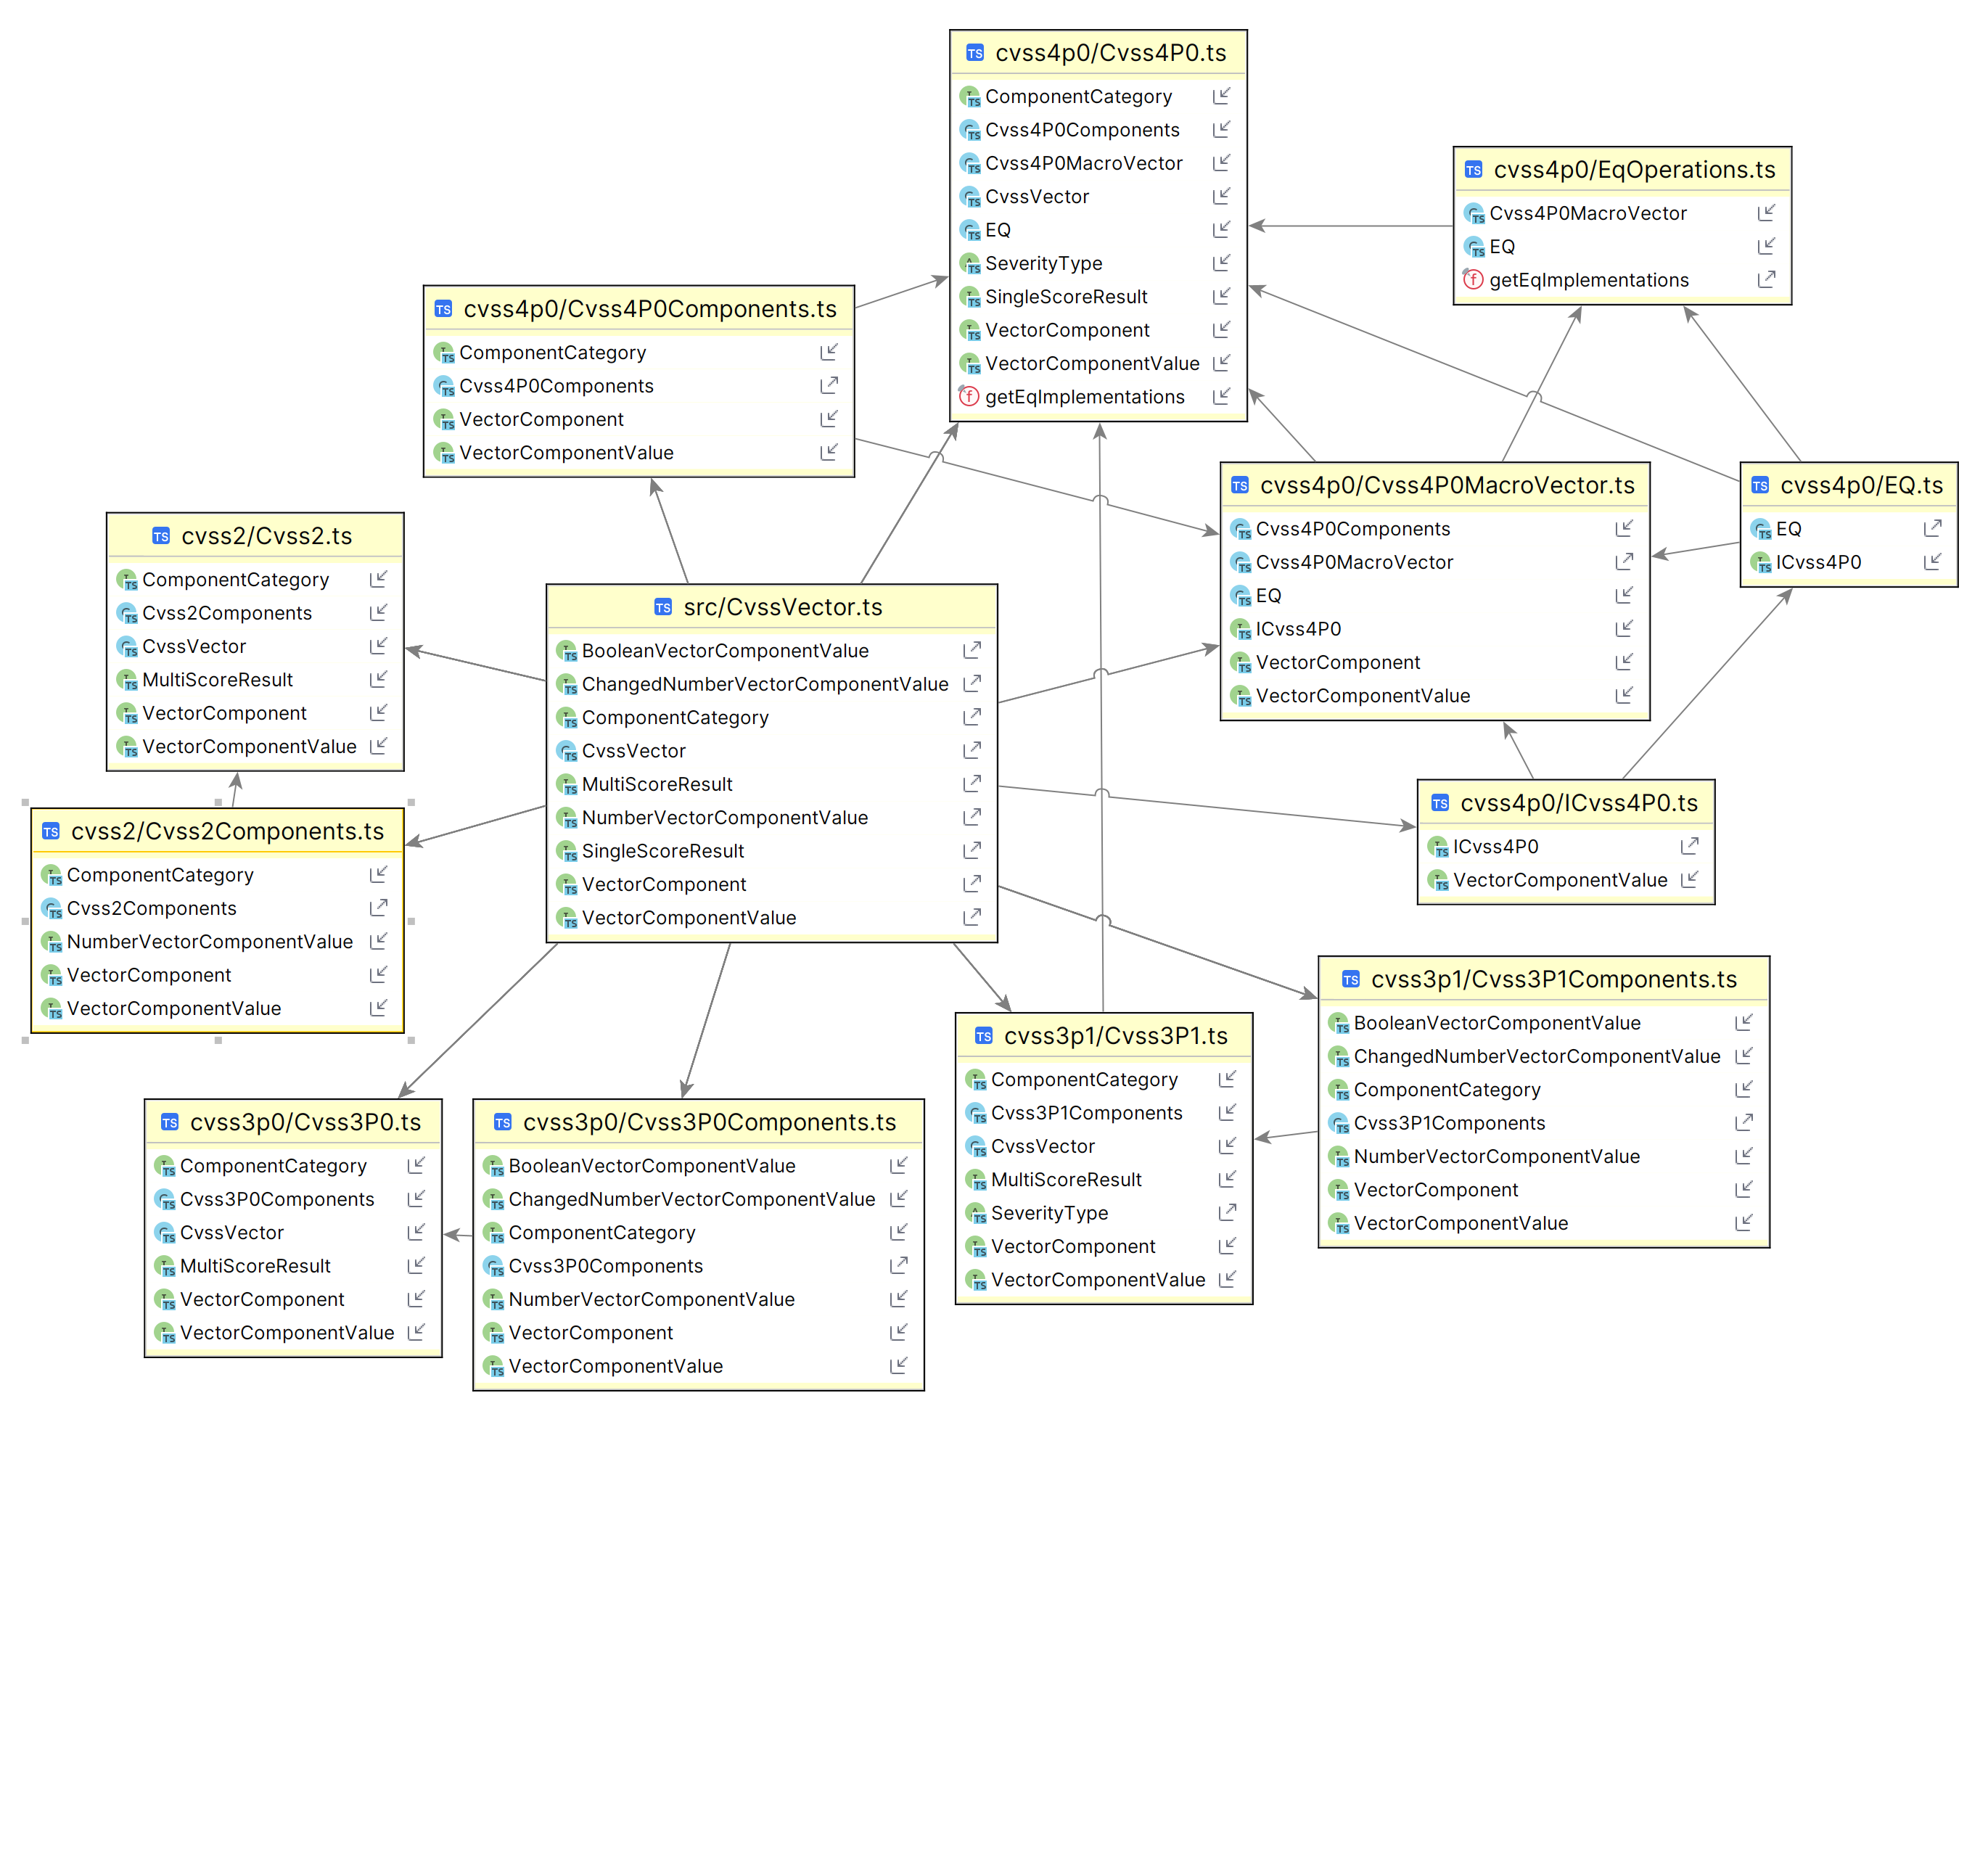 cvss4p0/Cvss4P0.ts
ComponentCategory
Cvss4P0Components
Cvss4P0MacroVector
CvssVector
EQ
SeverityType
SingleScoreResult
VectorComponent
VectorComponentValue
getEqImplementations
cvss4p0/EqOperations.ts
Cvss4P0MacroVector
EQ
getEqImplementations
cvss4p0/Cvss4P0Components.ts
ComponentCategory
Cvss4P0Components
VectorComponent
VectorComponentValue
cvss4p0/Cvss4P0MacroVector.ts
Cvss4P0Components
Cvss4P0MacroVector
EQ
ICvss4P0
VectorComponent
VectorComponentValue
cvss4p0/EQ.ts
EQ
ICvss4P0
cvss2/Cvss2.ts
ComponentCategory
Cvss2Components
CvssVector
MultiScoreResult
VectorComponent
VectorComponentValue
src/CvssVector.ts
BooleanVectorComponentValue
ChangedNumberVectorComponentValue
ComponentCategory
CvssVector
MultiScoreResult
NumberVectorComponentValue
SingleScoreResult
VectorComponent
VectorComponentValue
cvss4p0/ICvss4P0.ts
ICvss4P0
VectorComponentValue
cvss2/Cvss2Components.ts
ComponentCategory
Cvss2Components
NumberVectorComponentValue
VectorComponent
VectorComponentValue
cvss3p1/Cvss3P1Components.ts
BooleanVectorComponentValue
ChangedNumberVectorComponentValue
ComponentCategory
Cvss3P1Components
NumberVectorComponentValue
VectorComponent
VectorComponentValue
cvss3p1/Cvss3P1.ts
ComponentCategory
Cvss3P1Components
CvssVector
MultiScoreResult
SeverityType
VectorComponent
VectorComponentValue
cvss3p0/Cvss3P0.ts
ComponentCategory
Cvss3P0Components
CvssVector
MultiScoreResult
VectorComponent
VectorComponentValue
cvss3p0/Cvss3P0Components.ts
BooleanVectorComponentValue
ChangedNumberVectorComponentValue
ComponentCategory
Cvss3P0Components
NumberVectorComponentValue
VectorComponent
VectorComponentValue